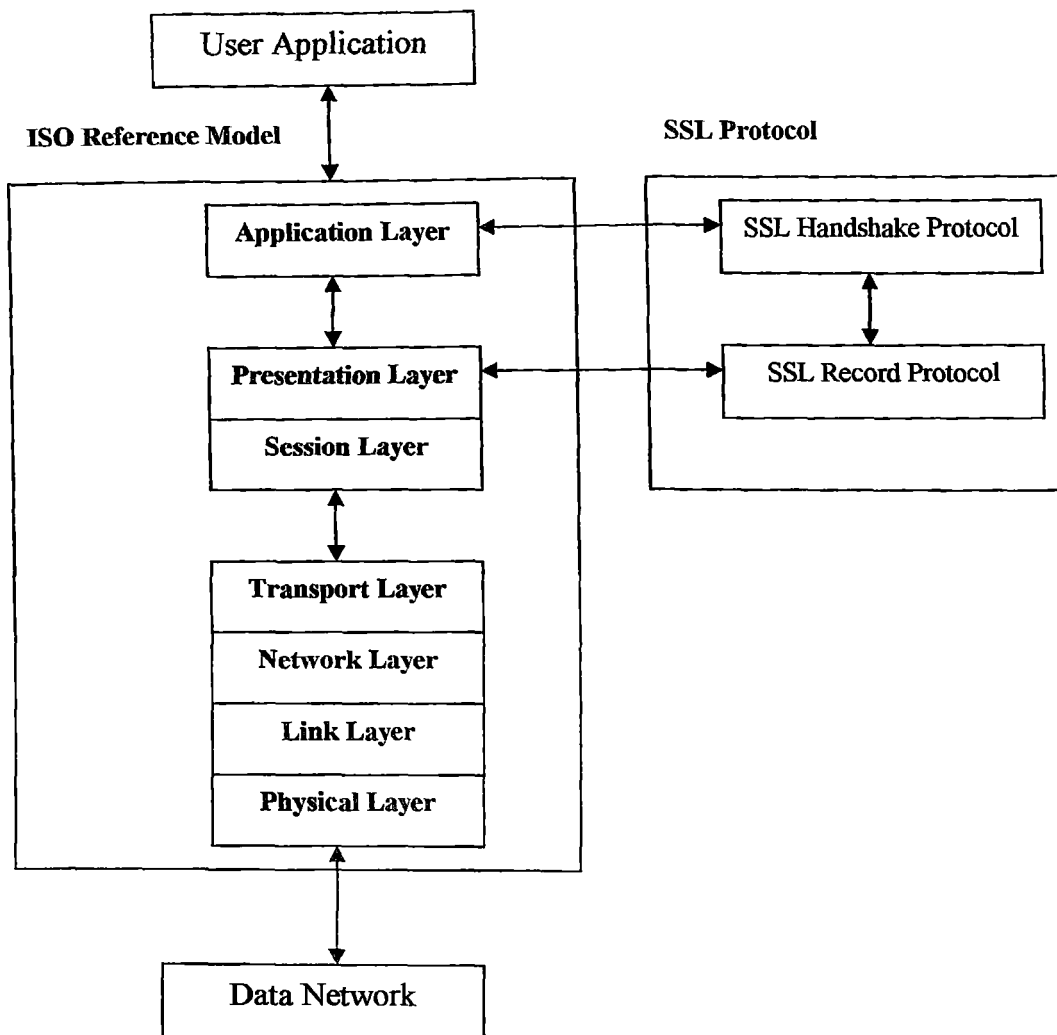 User Application
ISO Reference Model
SSL Protocol
Application Layer
SSL Handshake Protocol
Presentation Layer
SSL Record Protocol
Session Layer
Transport Layer
Network Layer
Link Layer
Physical Layer
Data Network